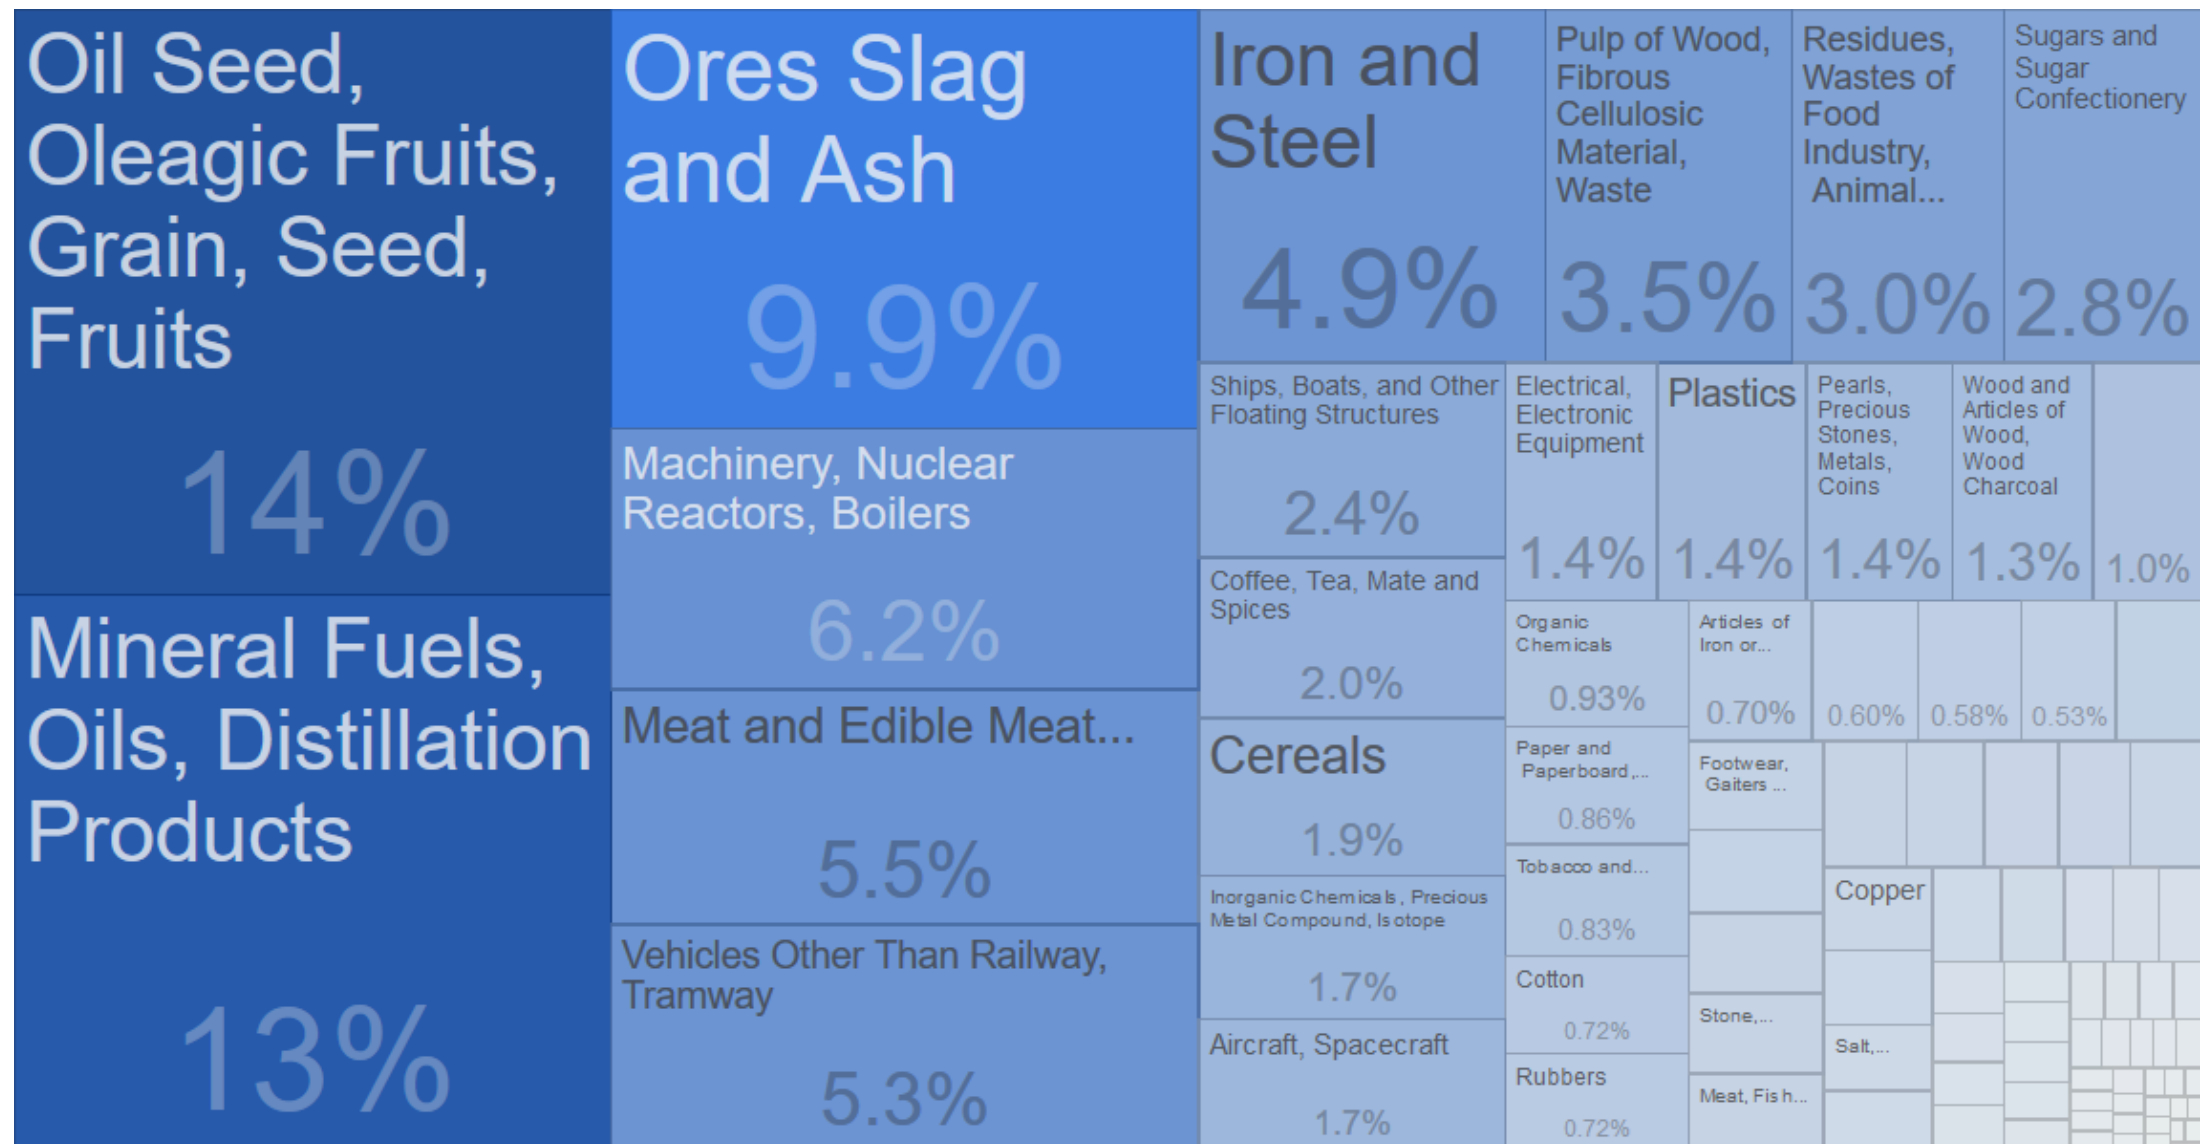 Oil Seed,
Oleagic Fruits,
Grain, Seed,
Fruits
14%
Mineral Fuels,
Oils, Distillation
Products
13%
Ores Slag
and Ash
9.9%
Machinery, Nuclear
Reactors, Boilers
6.2%
Meat and Edible Meat...
5.5%
Vehicles Other Than Railway,
Tramway
5.3%
Iron and
Steel
4.9%
Pulp of Wood,
Fibrous
Cellulosic
Material,
Waste
3.5%
Residues,
Wastes of
Food
Industry,
Animal...
3.0%
Sugars and
Sugar
Confectionery
2.8%
Ships, Boats, and Other
Floating Structures
2.4%
Coffee, Tea, Mate and
Spices
2.0%
Cereals
1.9%
Inorganic Chemicals, Precious
Metal Compound, Isotope
1.7%
Aircraft, Spacecraft
1.7%
Electrical,
Electronic
Equipment
1.4%
Plastics
1.4%
Pearls,
Precious
Stones,
Metals,
Coins
1.4%
Wood and
Articles of
Wood,
Wood
Charcoal
1.3%
1.0%
Organic
Chemicals
0.93%
Paper and
Paperboard,...
0.86%
Tobacco and...
0.83%
Cotton
0.72%
Rubbers
0.72%
Articles of
Iron or...
0.70%
0.60%
0.58%
0.53%
Footwear,
Gaiters ...
Stone,...
Meat, Fish...
Copper
Salt,...